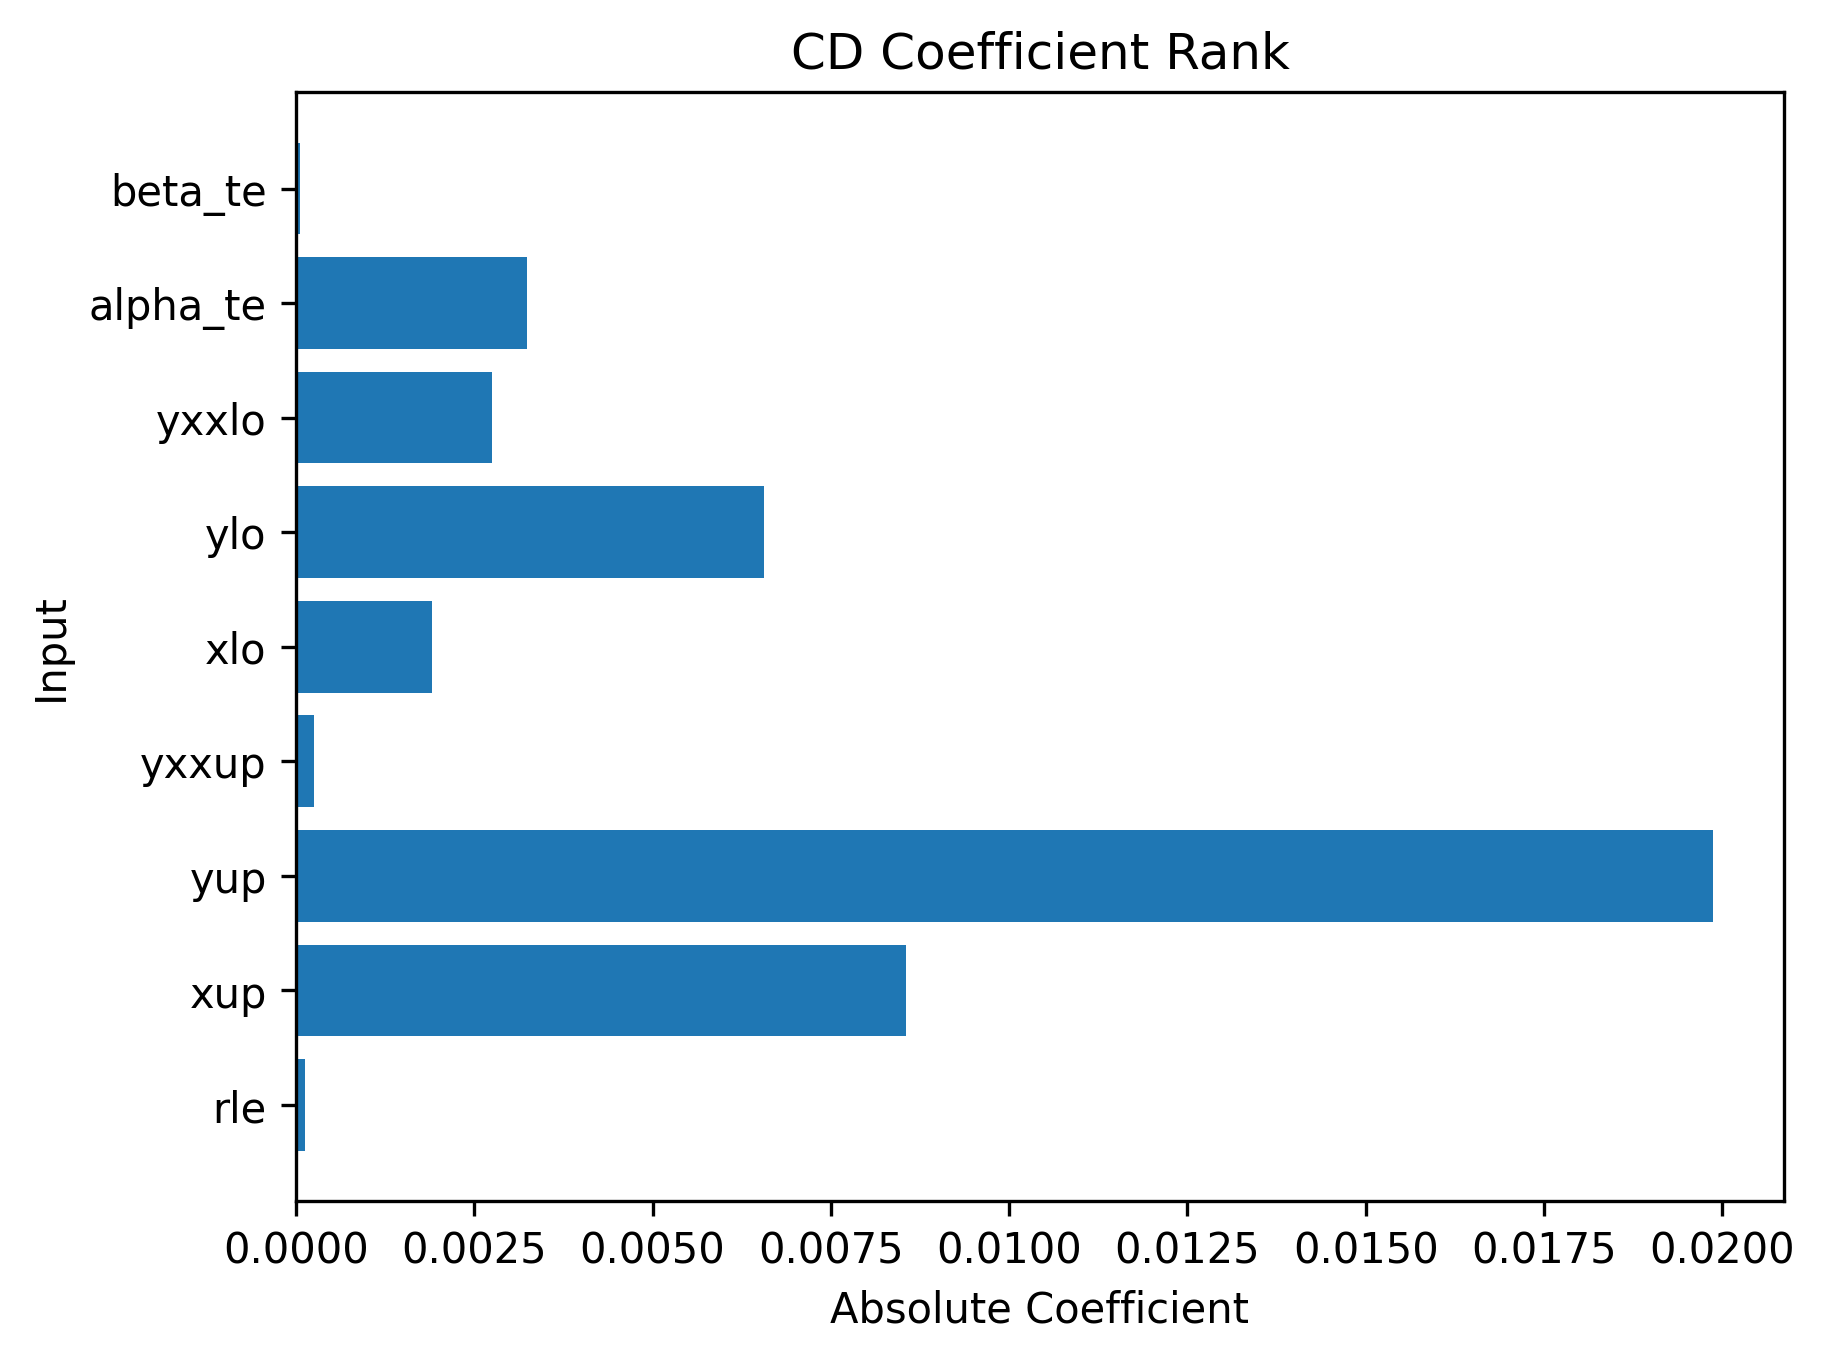 CD Coefficient Rank
beta_te
alpha_te
yxxlo
ylo
xlo
yxxup
yup
xup
rle
Input
0.0000 0.0025 0.0050 0.0075 0.0100 0.0125 0.0150 0.0175 0.0200
Absolute Coefficient